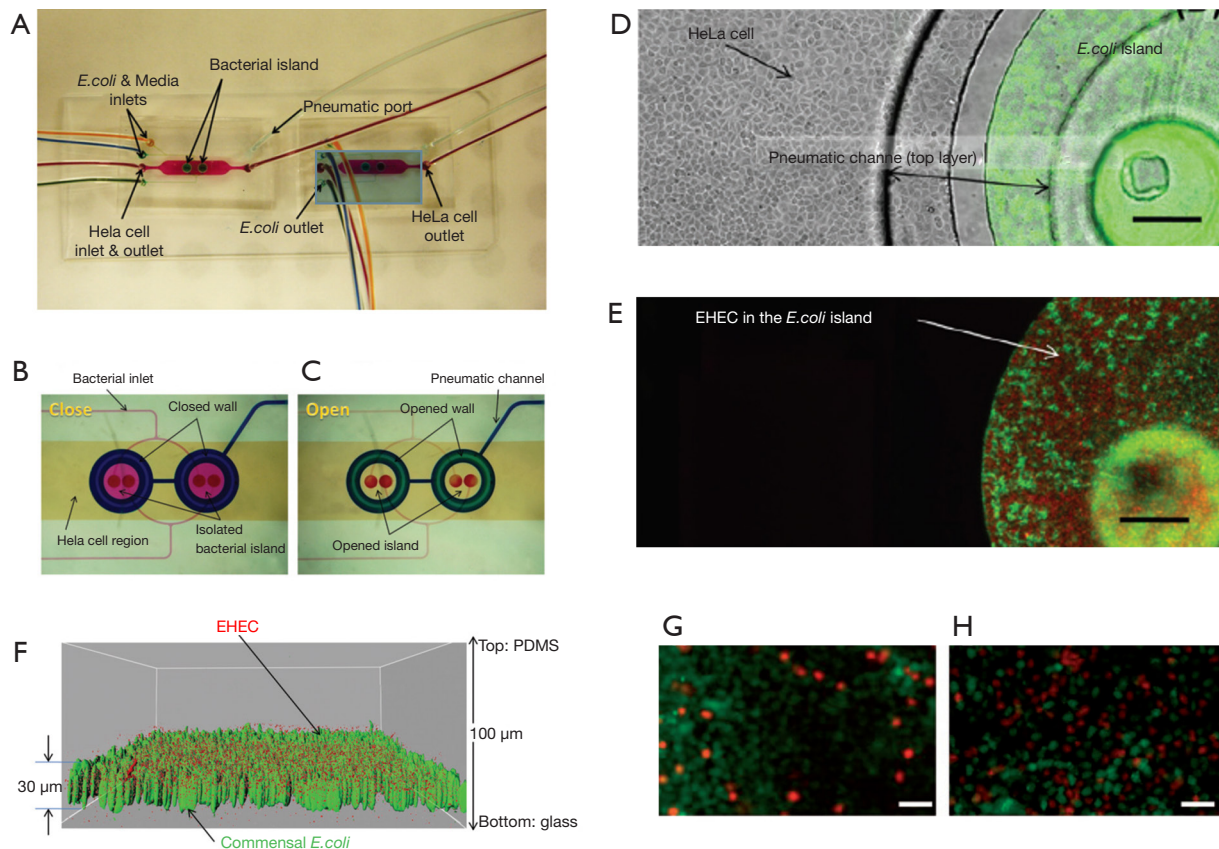 A
E.coli & Media
inlets
Bacterial island
Pneumatic port
Hela cell
inlet & outlet
E.coli outlet
HeLa cell
outlet
D
HeLa cell
E.coli island
Pneumatic channe (top layer)
E
EHEC in the E.coli island
B
Bacterial inlet
Close
Closed wall
Hela cell region
Isolated
bacterial island
C
Pneumatic channel
Open
Opened wall
Opened island
F
EHEC
Top: PDMS
100 µm
30 µm
Bottom: glass
Commensal E.coli
G
H